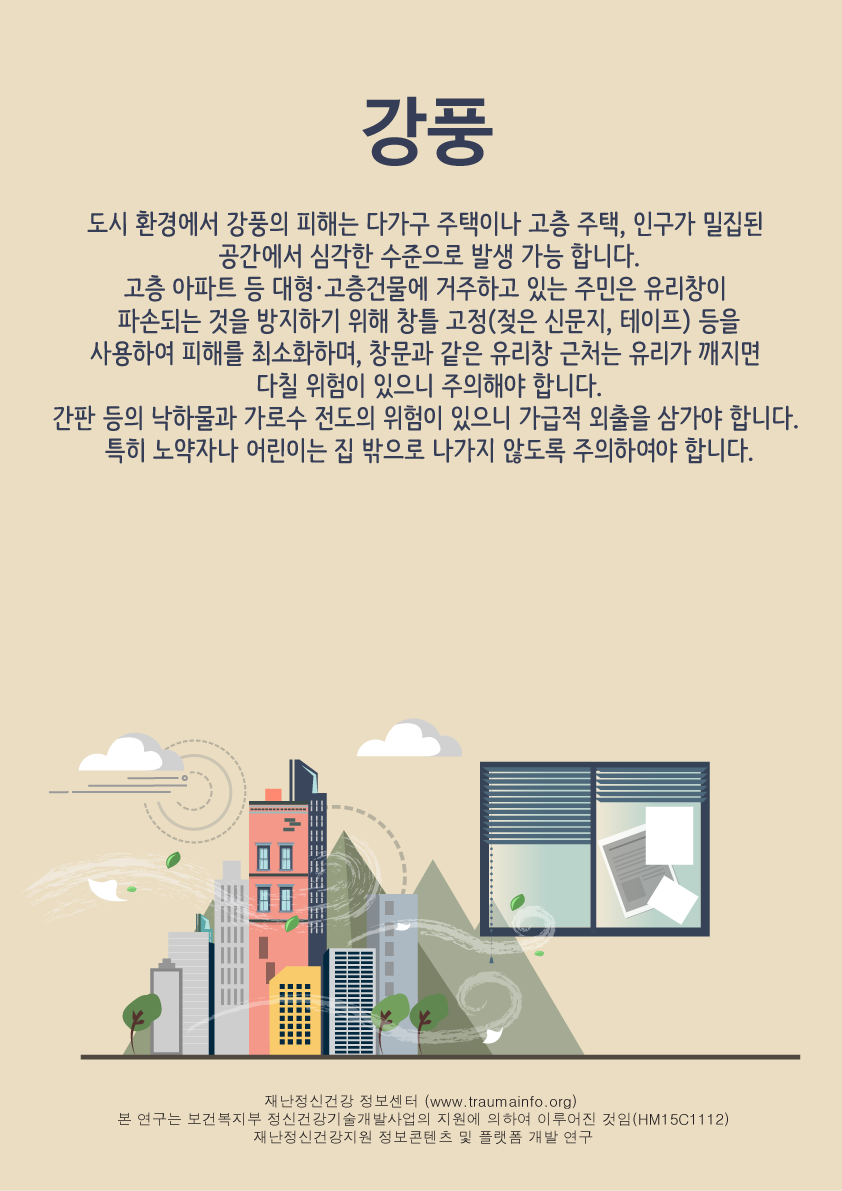 강풍
도시 환경에서 강풍의 피해는 다가구 주택이나 고층 주택, 인구가 밀집된
공간에서 심각한 수준으로 발생 가능 합니다.
고층 아파트 등 대형·고층건물에 거주하고 있는 주민은 유리창이
파손되는 것을 방지하기 위해 창틀 고정(젖은 신문지, 테이프) 등을
사용하여 피해를 최소화하며, 창문과 같은 유리창 근처는 유리가 깨지면
다칠 위험이 있으니 주의해야 합니다.
간판 등의 낙하물과 가로수 전도의 위험이 있으니 가급적 외출을 삼가야 합니다.
특히 노약자나 어린이는 집 밖으로 나가지 않도록 주의하여야 합니다.
재난정신건강 정보센터 (www.traumainfo.org)
본 연구는 보건복지부 정신건강기술개발사업의 지원에 의하여 이루어진 것임(HM15C1112)
재난정신건강지원 정보콘텐츠 및 플랫폼 개발 연구